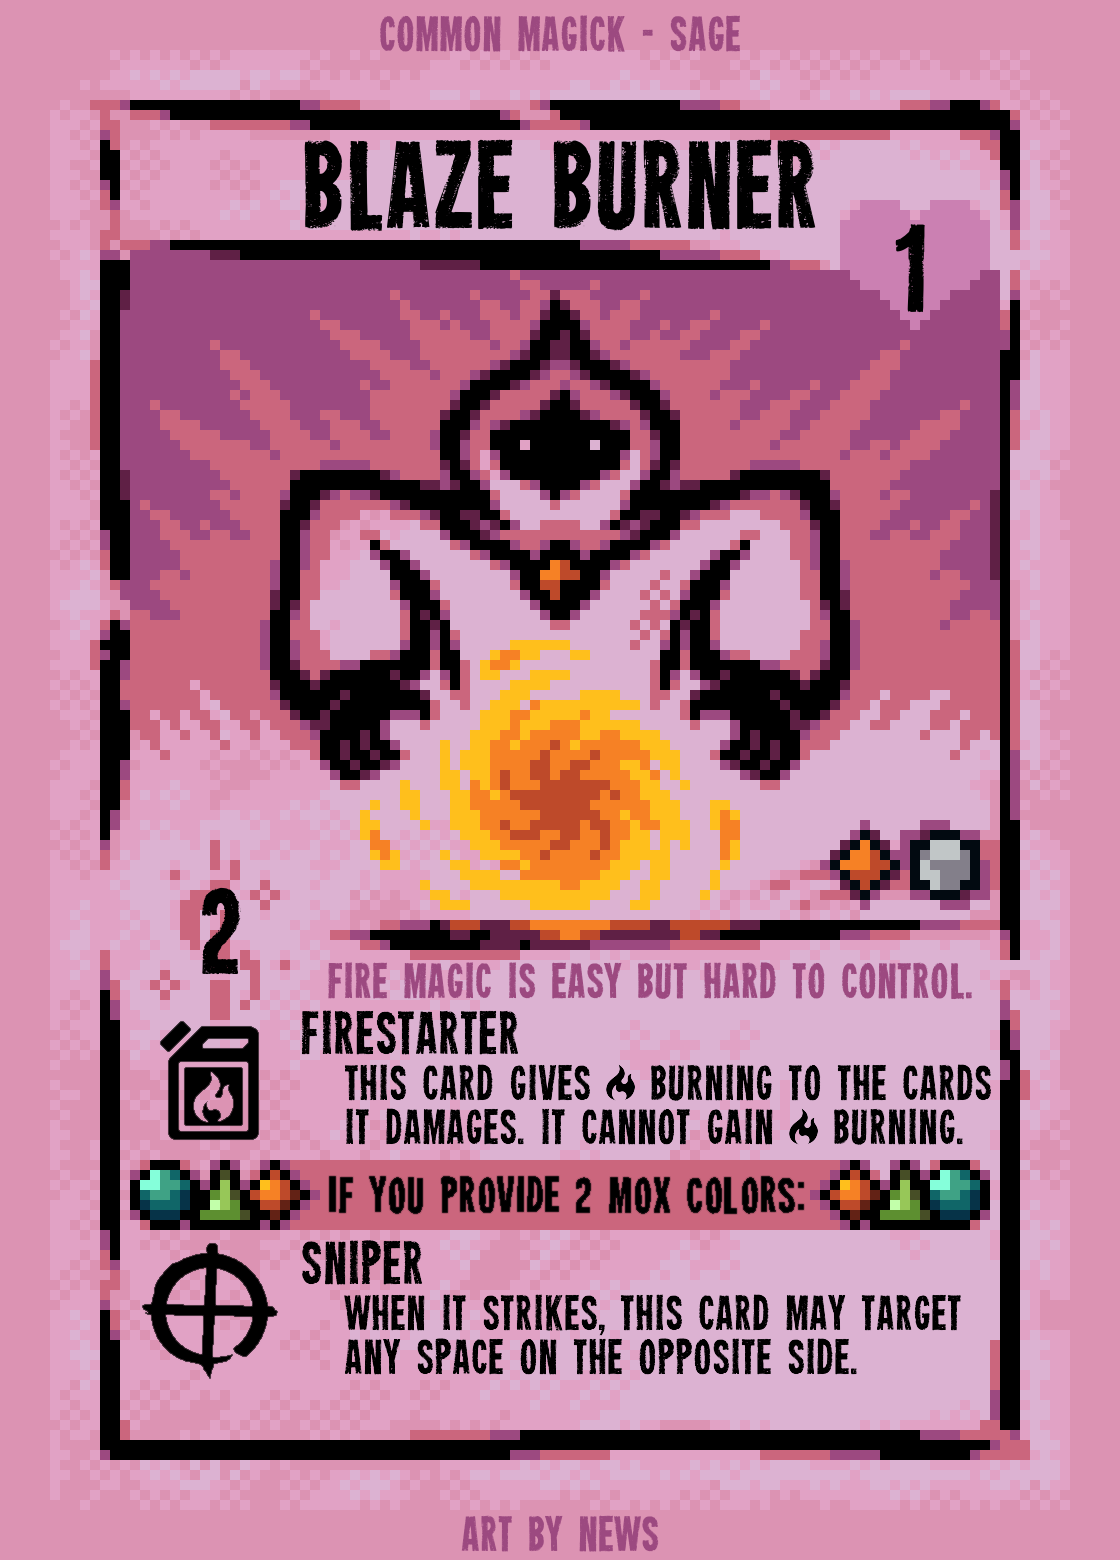 COMMON MAGICK - SAGE
BLAZE BURNER
1
2
FIRE MAGIC IS EASY BUT HARD TO CONTROL.
FIRESTARTER
THIS CARD GIVES BURNING TO THE CARDS
IT DAMAGES. IT CANNOT GAIN BURNING.
IF YOU PROVIDE 2 MOX COLORS:
SNIPER
WHEN IT STRIKES, THIS CARD MAY TARGET
ANY SPACE ON THE OPPOSITE SIDE.
ART BY NEWS